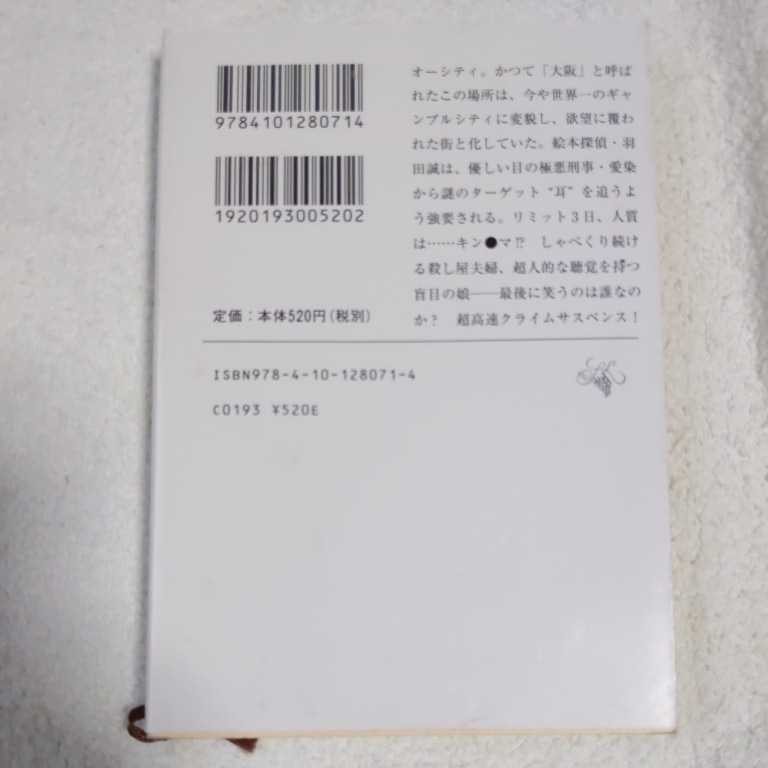 9784101280714
1920193005202
定価：本体520円（税別）
オーシティ。かつて「大阪」と呼ば
れたこの場所は、今や世界一のギャ
ンブルシティに変貌し、欲望に覆わ
れた街と化していた。絵本探偵・羽
田誠は、優しい目の極悪刑事・愛染
から謎のターゲット“耳”を追うよ
う強要される。リミット３日、人質
は……キン●マ⁉　しゃべくり続け
る殺し屋夫婦、超人的な聴覚を持つ
盲目の娘――最後に笑うのは誰なの
か？　超高速クライムサスペンス！
ISBN978-4-10-128071-4
C0193 ¥520E